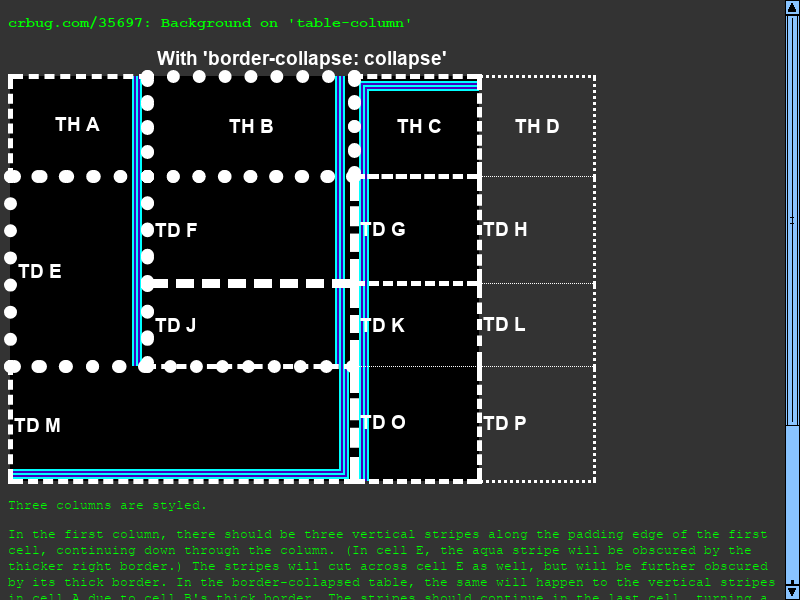 crbug.com/35697: Background on 'table-column'
With 'border-collapse: collapse'
TH A TH B TH C TH D
TD F TD G TD H
TD E
TD J TD K TD L
TD M TD O TD P
Three columns are styled.
In the first column, there should be three vertical stripes along the padding edge of the first
cell, continuing down through the column. (In cell E, the aqua stripe will be obscured by the
thicker right border.) The stripes will cut across cell E as well, but will be further obscured
by its thick border. In the border-collapsed table, the same will happen to the vertical stripes
in cell A due to cell B's thick border. The stripes should continue in the last cell, turning a